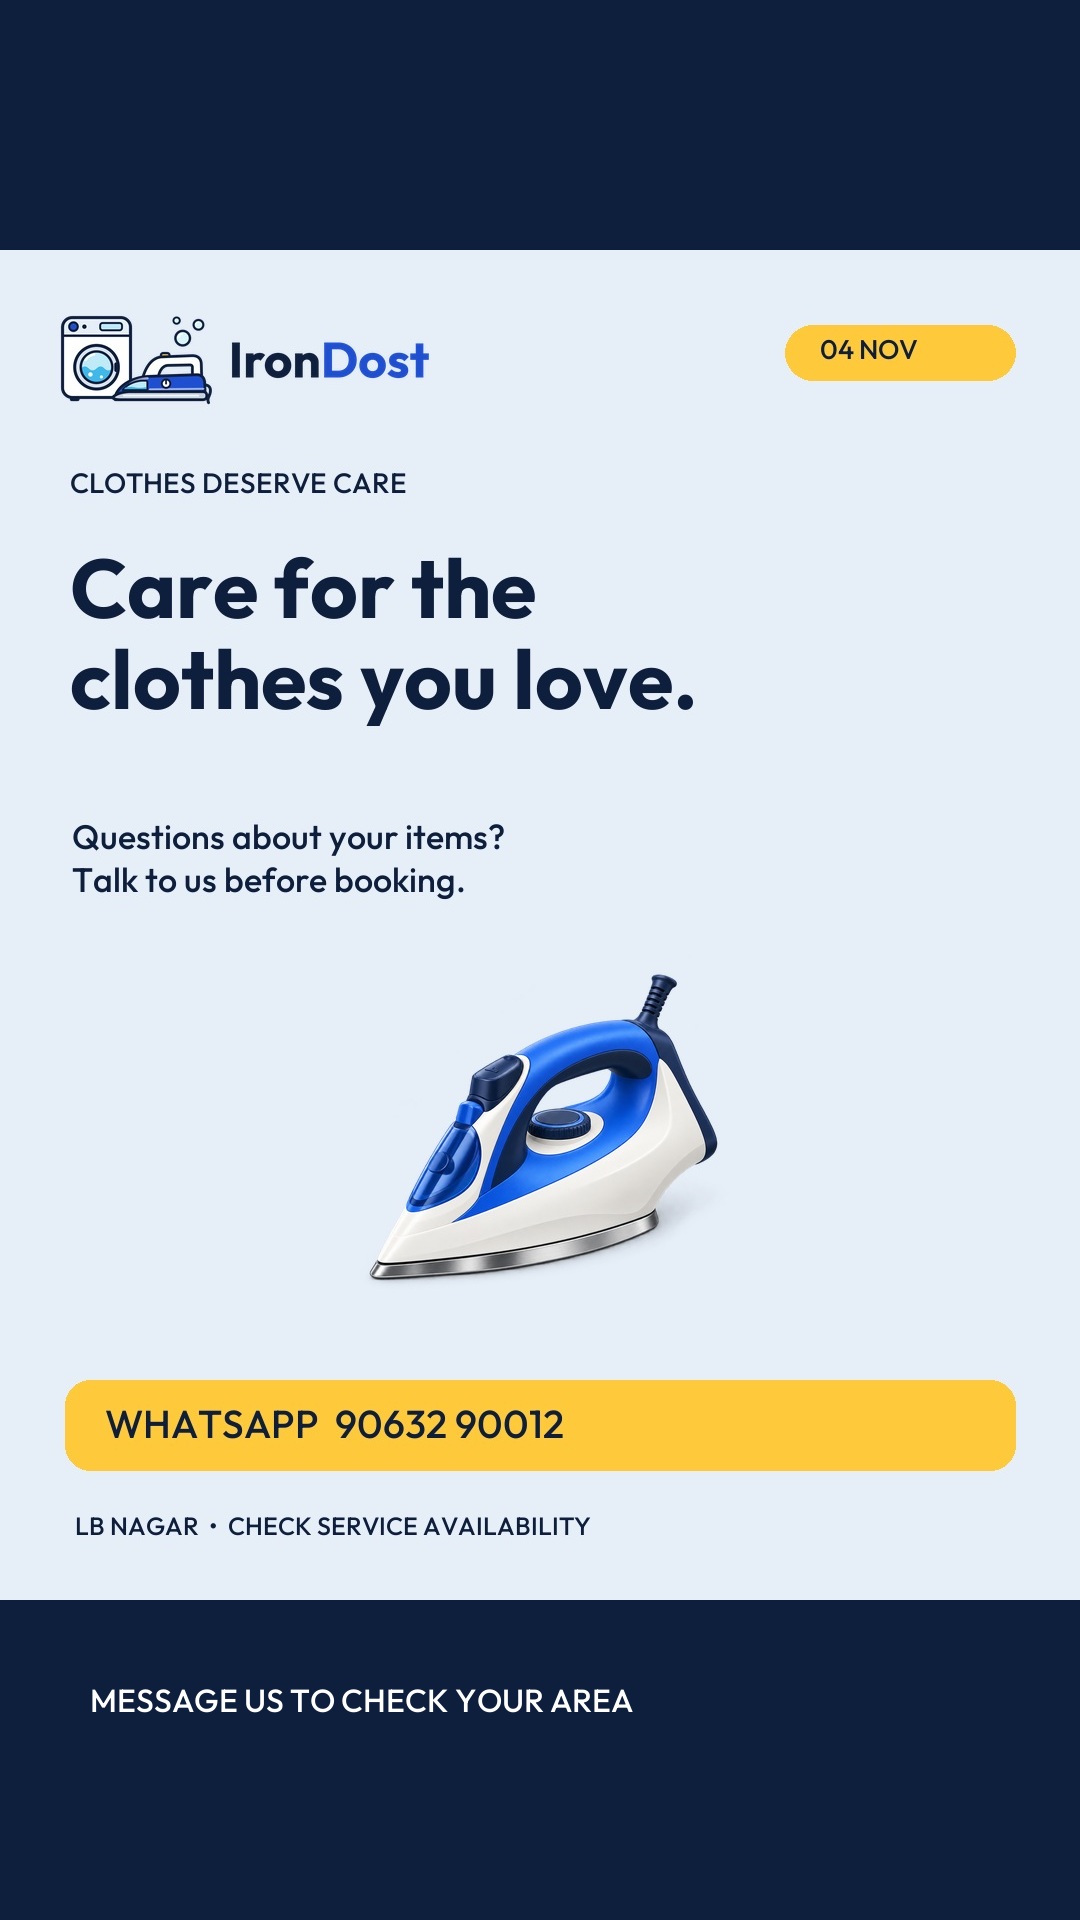 IronDost
04 NOV
CLOTHES DESERVE CARE
Care for the
clothes you love.
Questions about your items?
Talk to us before booking.
WHATSAPP 90632 90012
LB NAGAR • CHECK SERVICE AVAILABILITY
MESSAGE US TO CHECK YOUR AREA